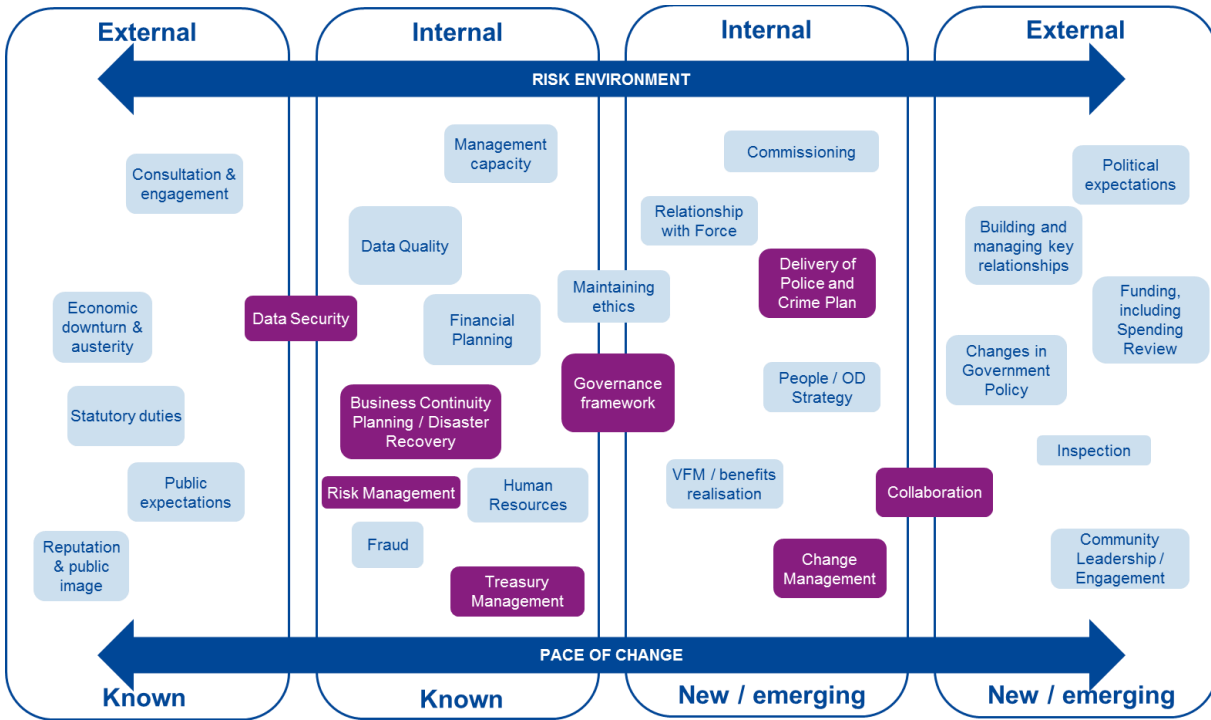 External
Internal
Internal
External
RISK ENVIRONMENT
Consultation &
engagement
Economic
downturn &
austerity
Statutory duties
Public
expectations
Reputation
& public
image
Data Security
Management
capacity
Data Quality
Financial
Planning
Business Continuity
Planning / Disaster
Recovery
Risk Management
Human
Resources
Fraud
Treasury
Management
Maintaining
ethics
Governance
framework
Commissioning
Relationship
with Force
Delivery of
Police and
Crime Plan
People / OD
Strategy
VFM / benefits
realisation
Change
Management
Collaboration
Political
expectations
Building and
managing key
relationships
Funding,
including
Spending
Review
Changes in
Government
Policy
Inspection
Community
Leadership /
Engagement
PACE OF CHANGE
Known
Known
New / emerging
New / emerging